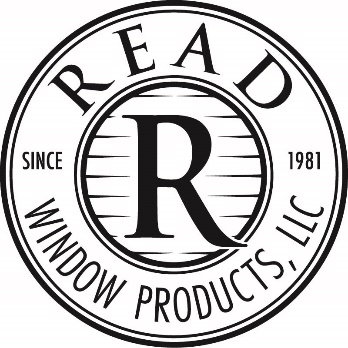 READ
SINCE
R
1981
WINDOW PRODUCTS, LLC